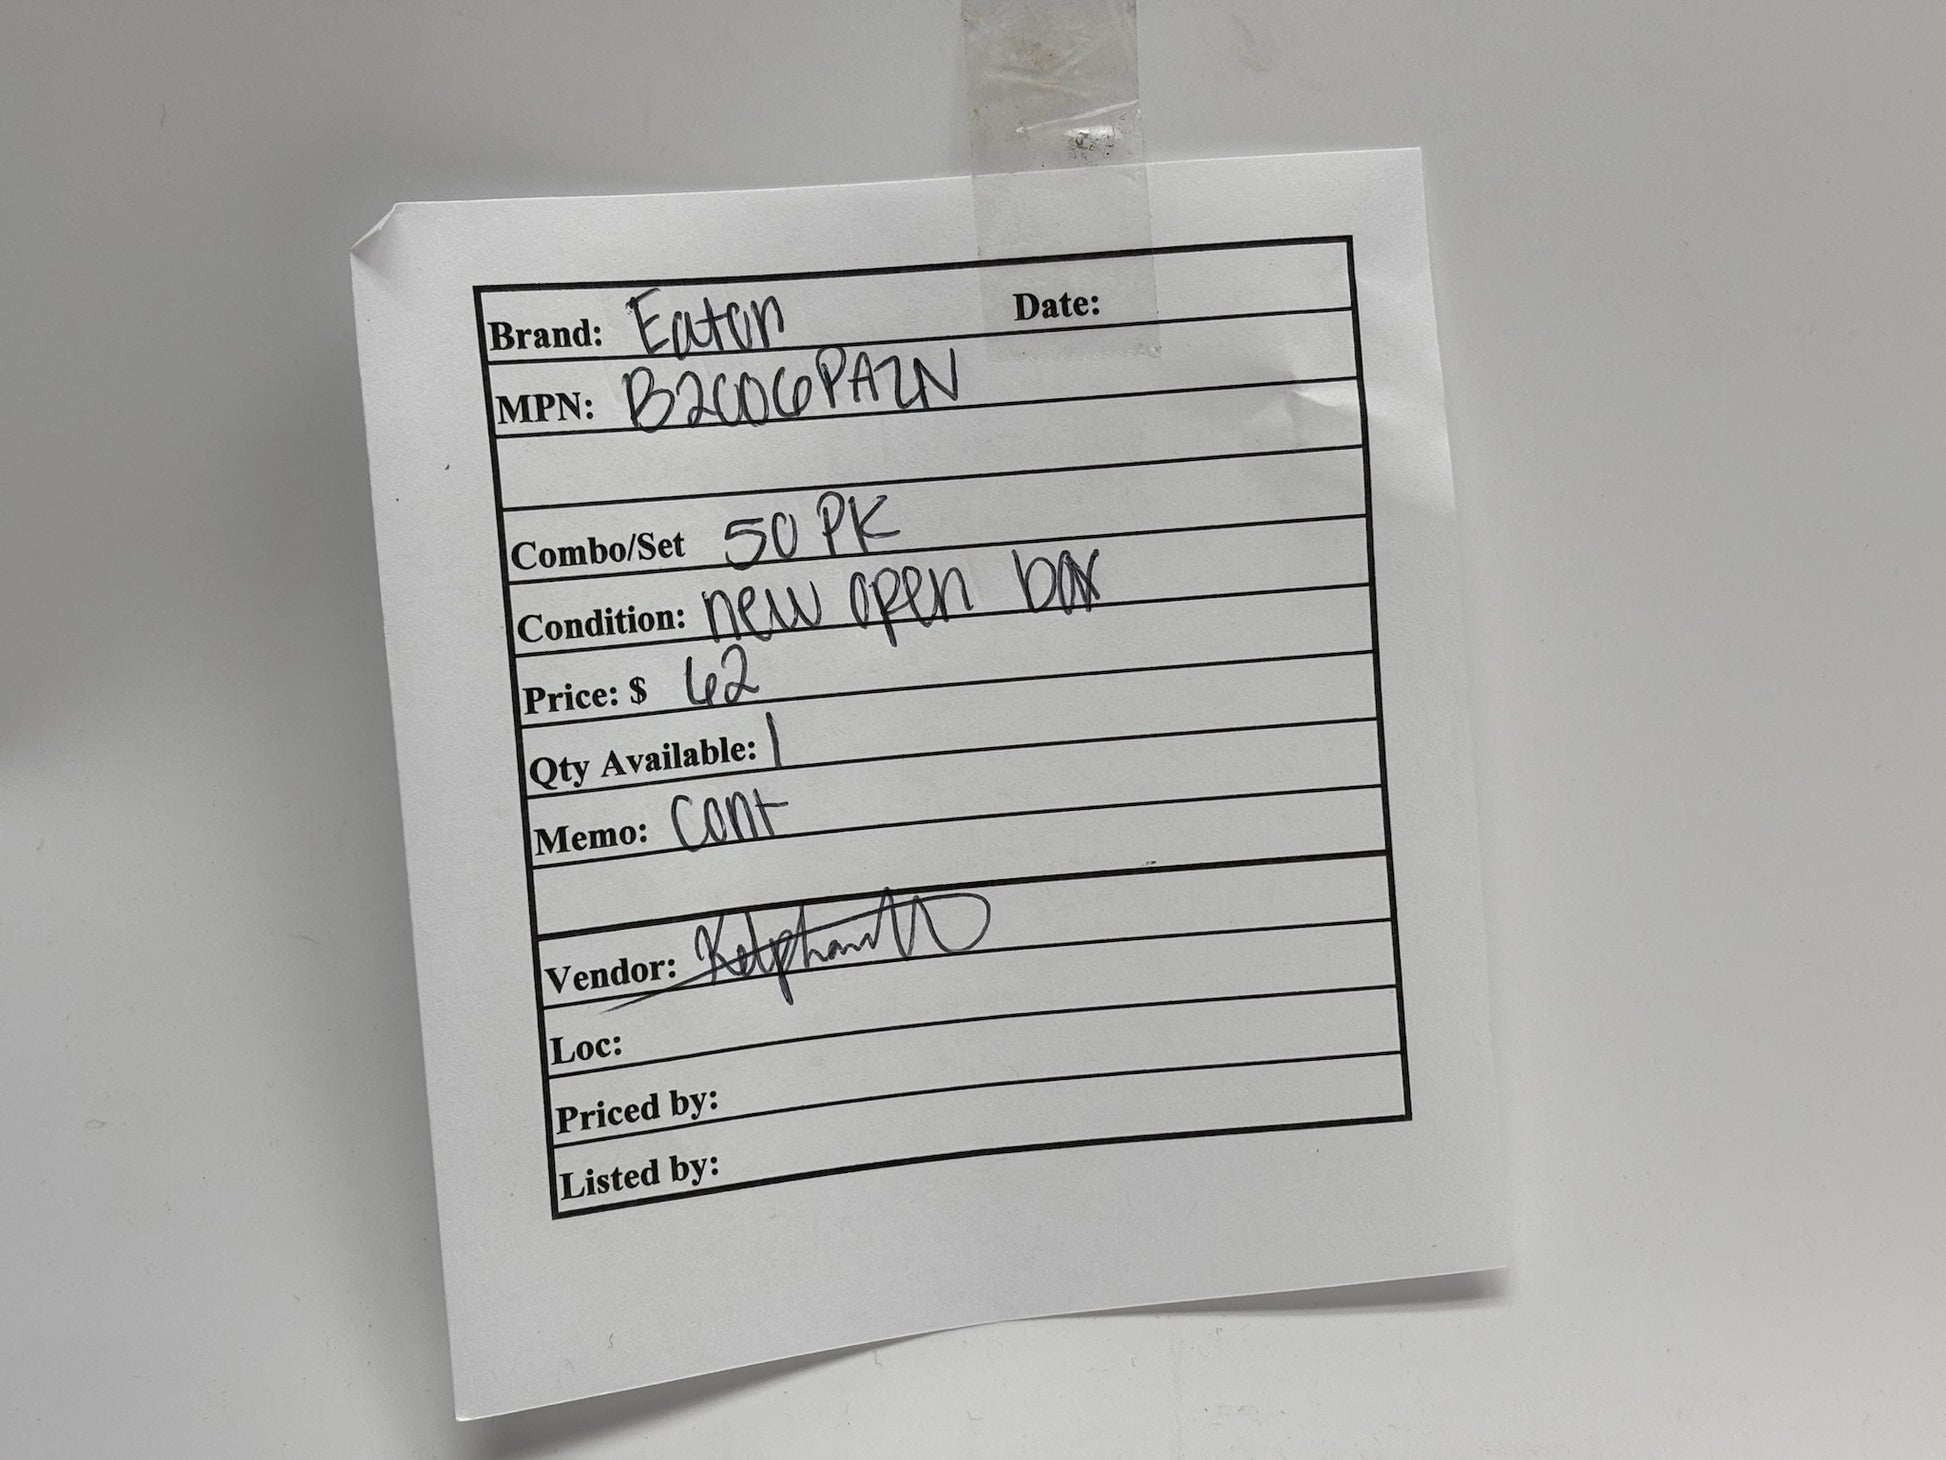 Brand: Eaton Date:
MPN: B2606PAZN
Combo/Set 50 PK
Condition: new open box
Price: $ 62
Qty Available: 1
Memo: Cont
Vendor:
Loc:
Priced by:
Listed by: